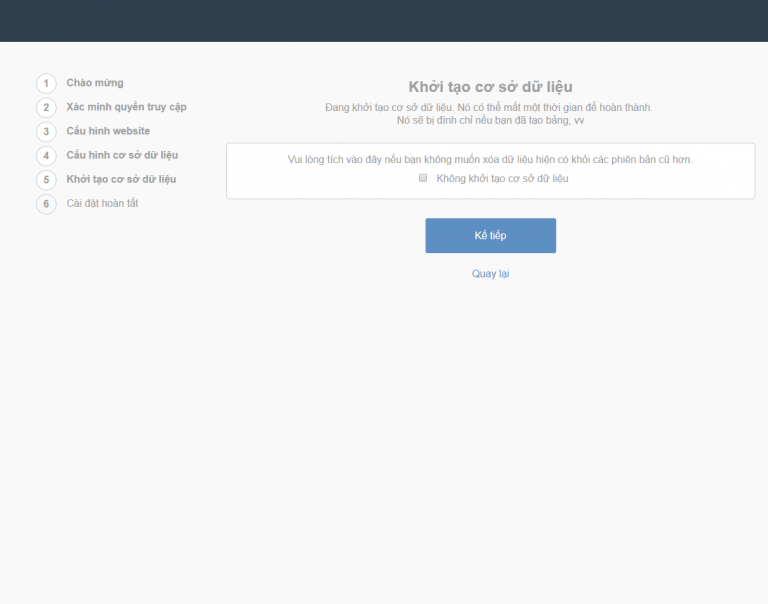 1 Chào mừng
2 Xác minh quyền truy cập
3 Cấu hình website
4 Cấu hình cơ sở dữ liệu
5 Khởi tạo cơ sở dữ liệu
6 Cài đặt hoàn tất
Khởi tạo cơ sở dữ liệu
Đang khởi tạo cơ sở dữ liệu. Nó có thể mất một thời gian để hoàn thành.
Nó sẽ bị đình chỉ nếu bạn đã tạo bảng, vv
Vui lòng tích vào đây nếu bạn không muốn xóa dữ liệu hiện có khỏi các phiên bản cũ hơn.
Không khởi tạo cơ sở dữ liệu
Kế tiếp
Quay lại